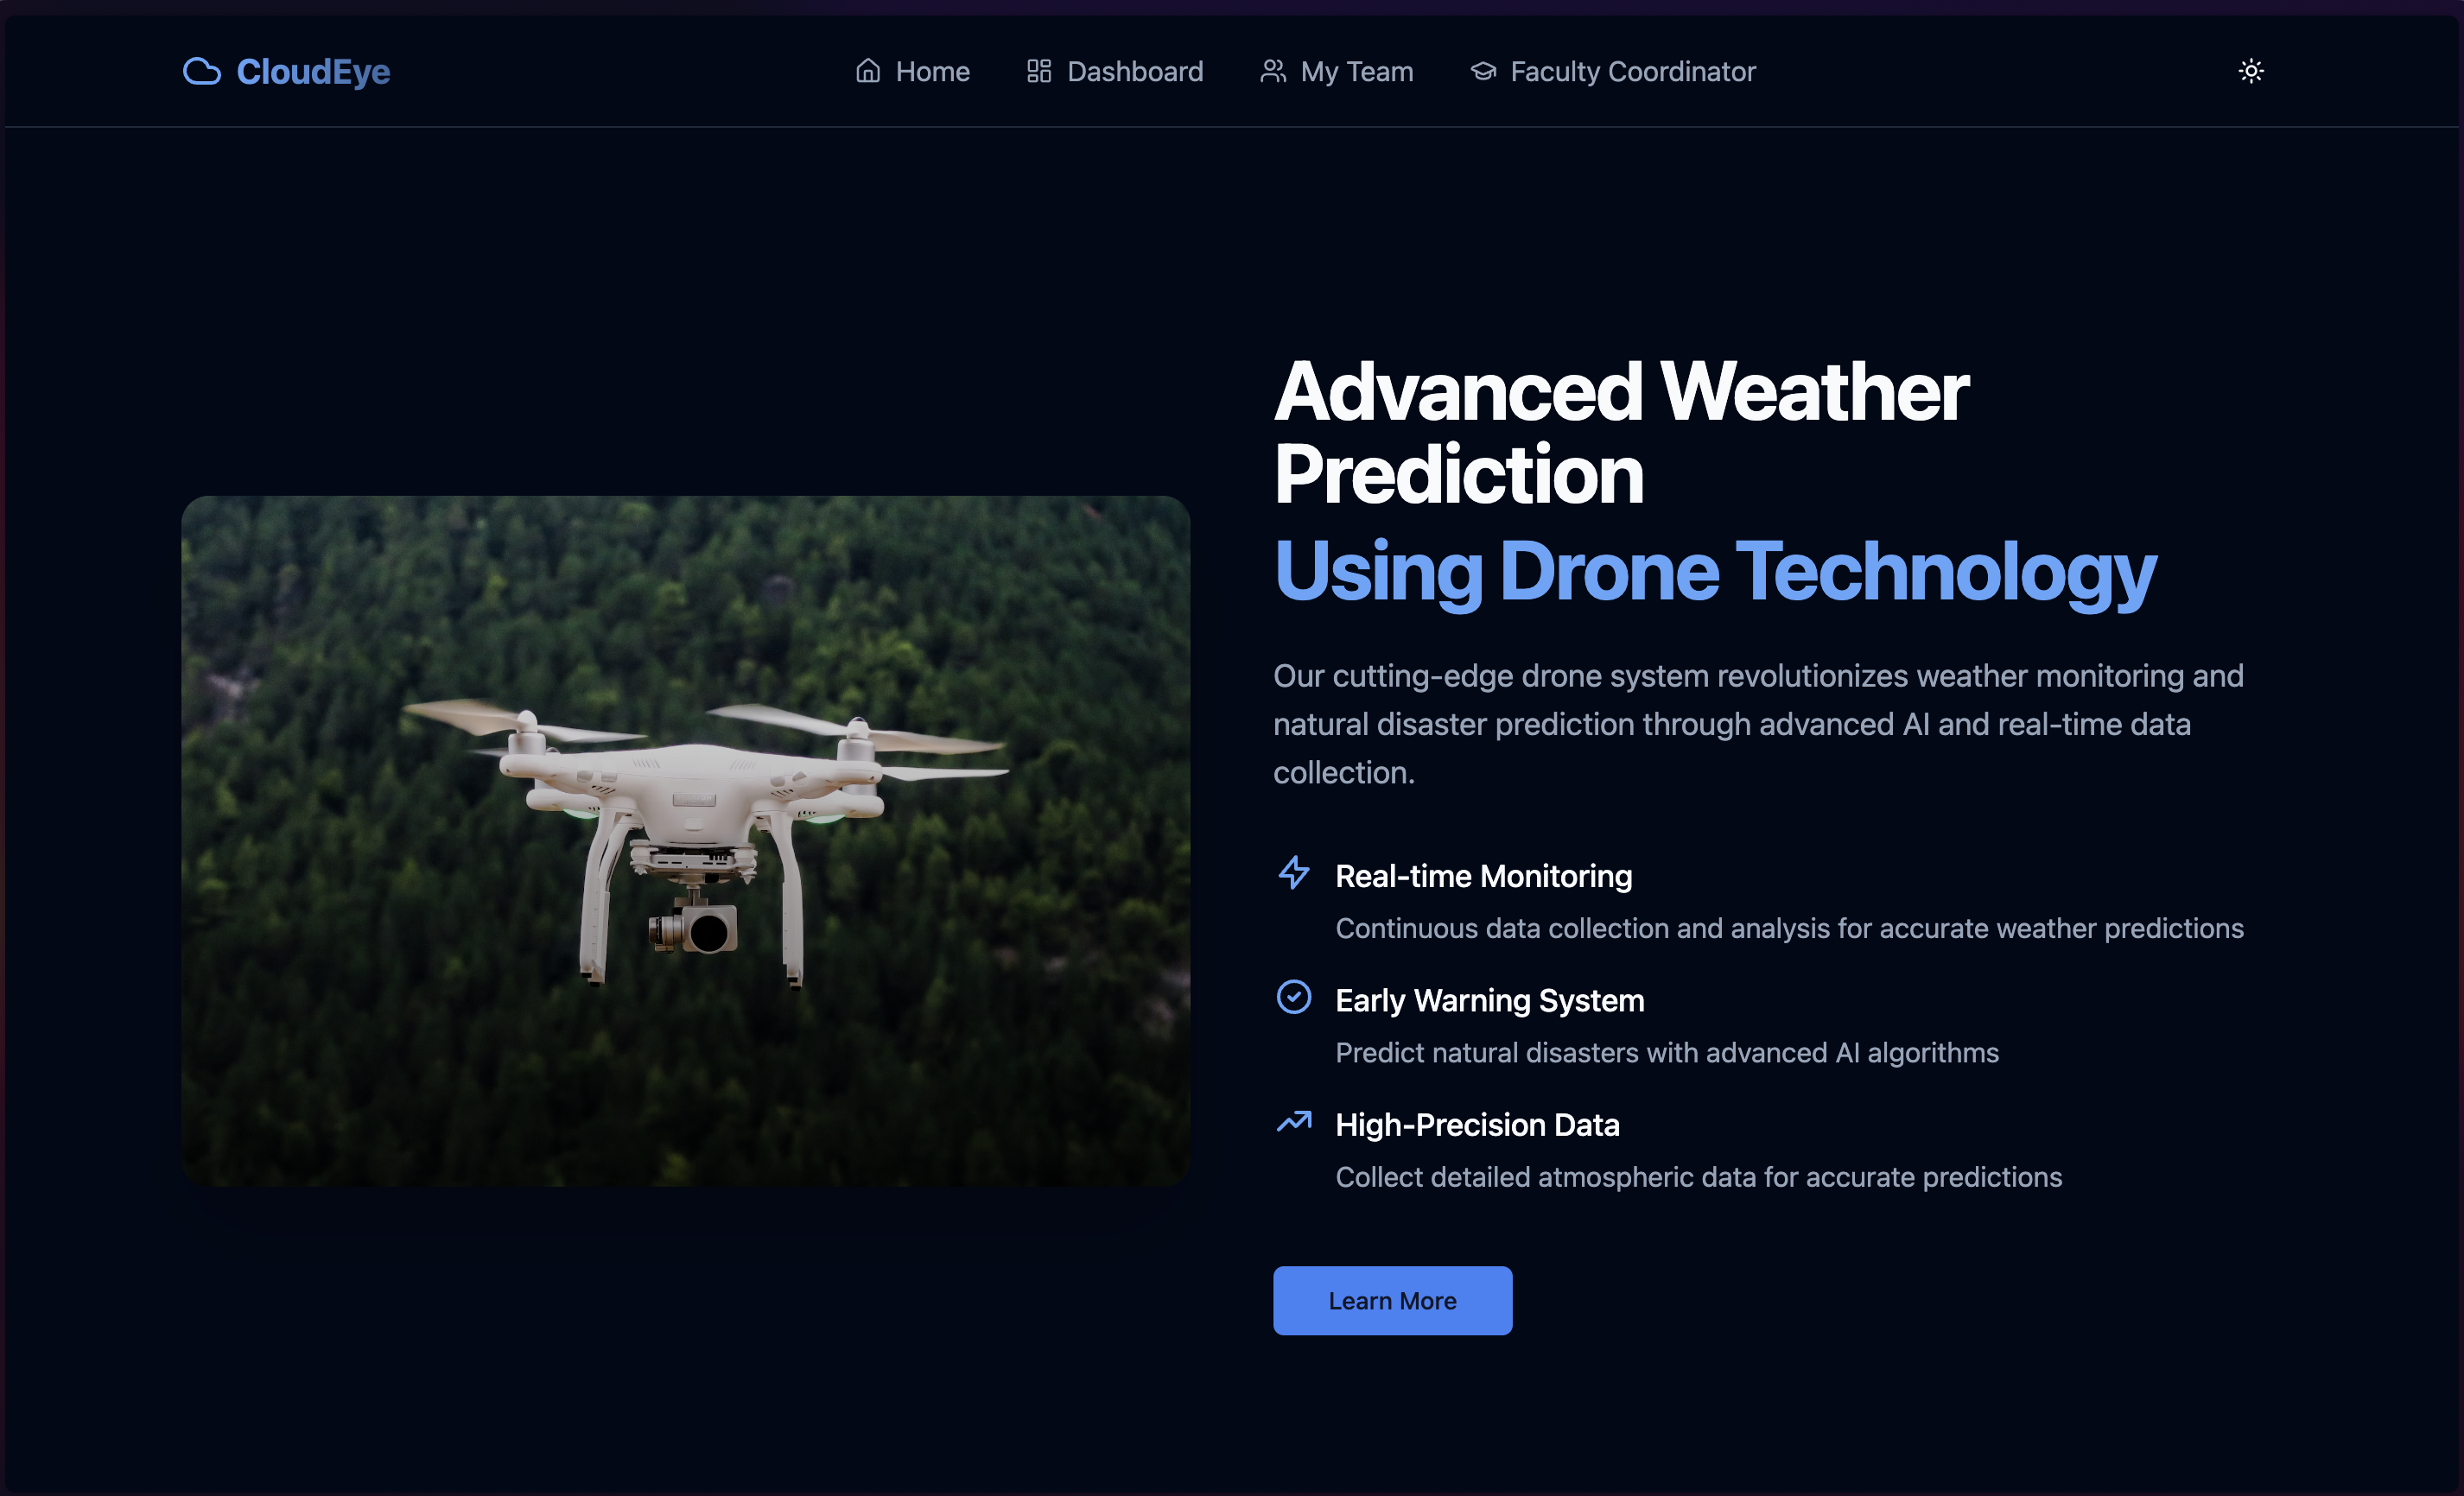 CloudEye
Home
Dashboard
My Team
Faculty Coordinator
Advanced Weather
Prediction
Using Drone Technology
Our cutting-edge drone system revolutionizes weather monitoring and
natural disaster prediction through advanced AI and real-time data
collection.
Real-time Monitoring
Continuous data collection and analysis for accurate weather predictions
Early Warning System
Predict natural disasters with advanced AI algorithms
High-Precision Data
Collect detailed atmospheric data for accurate predictions
Learn More